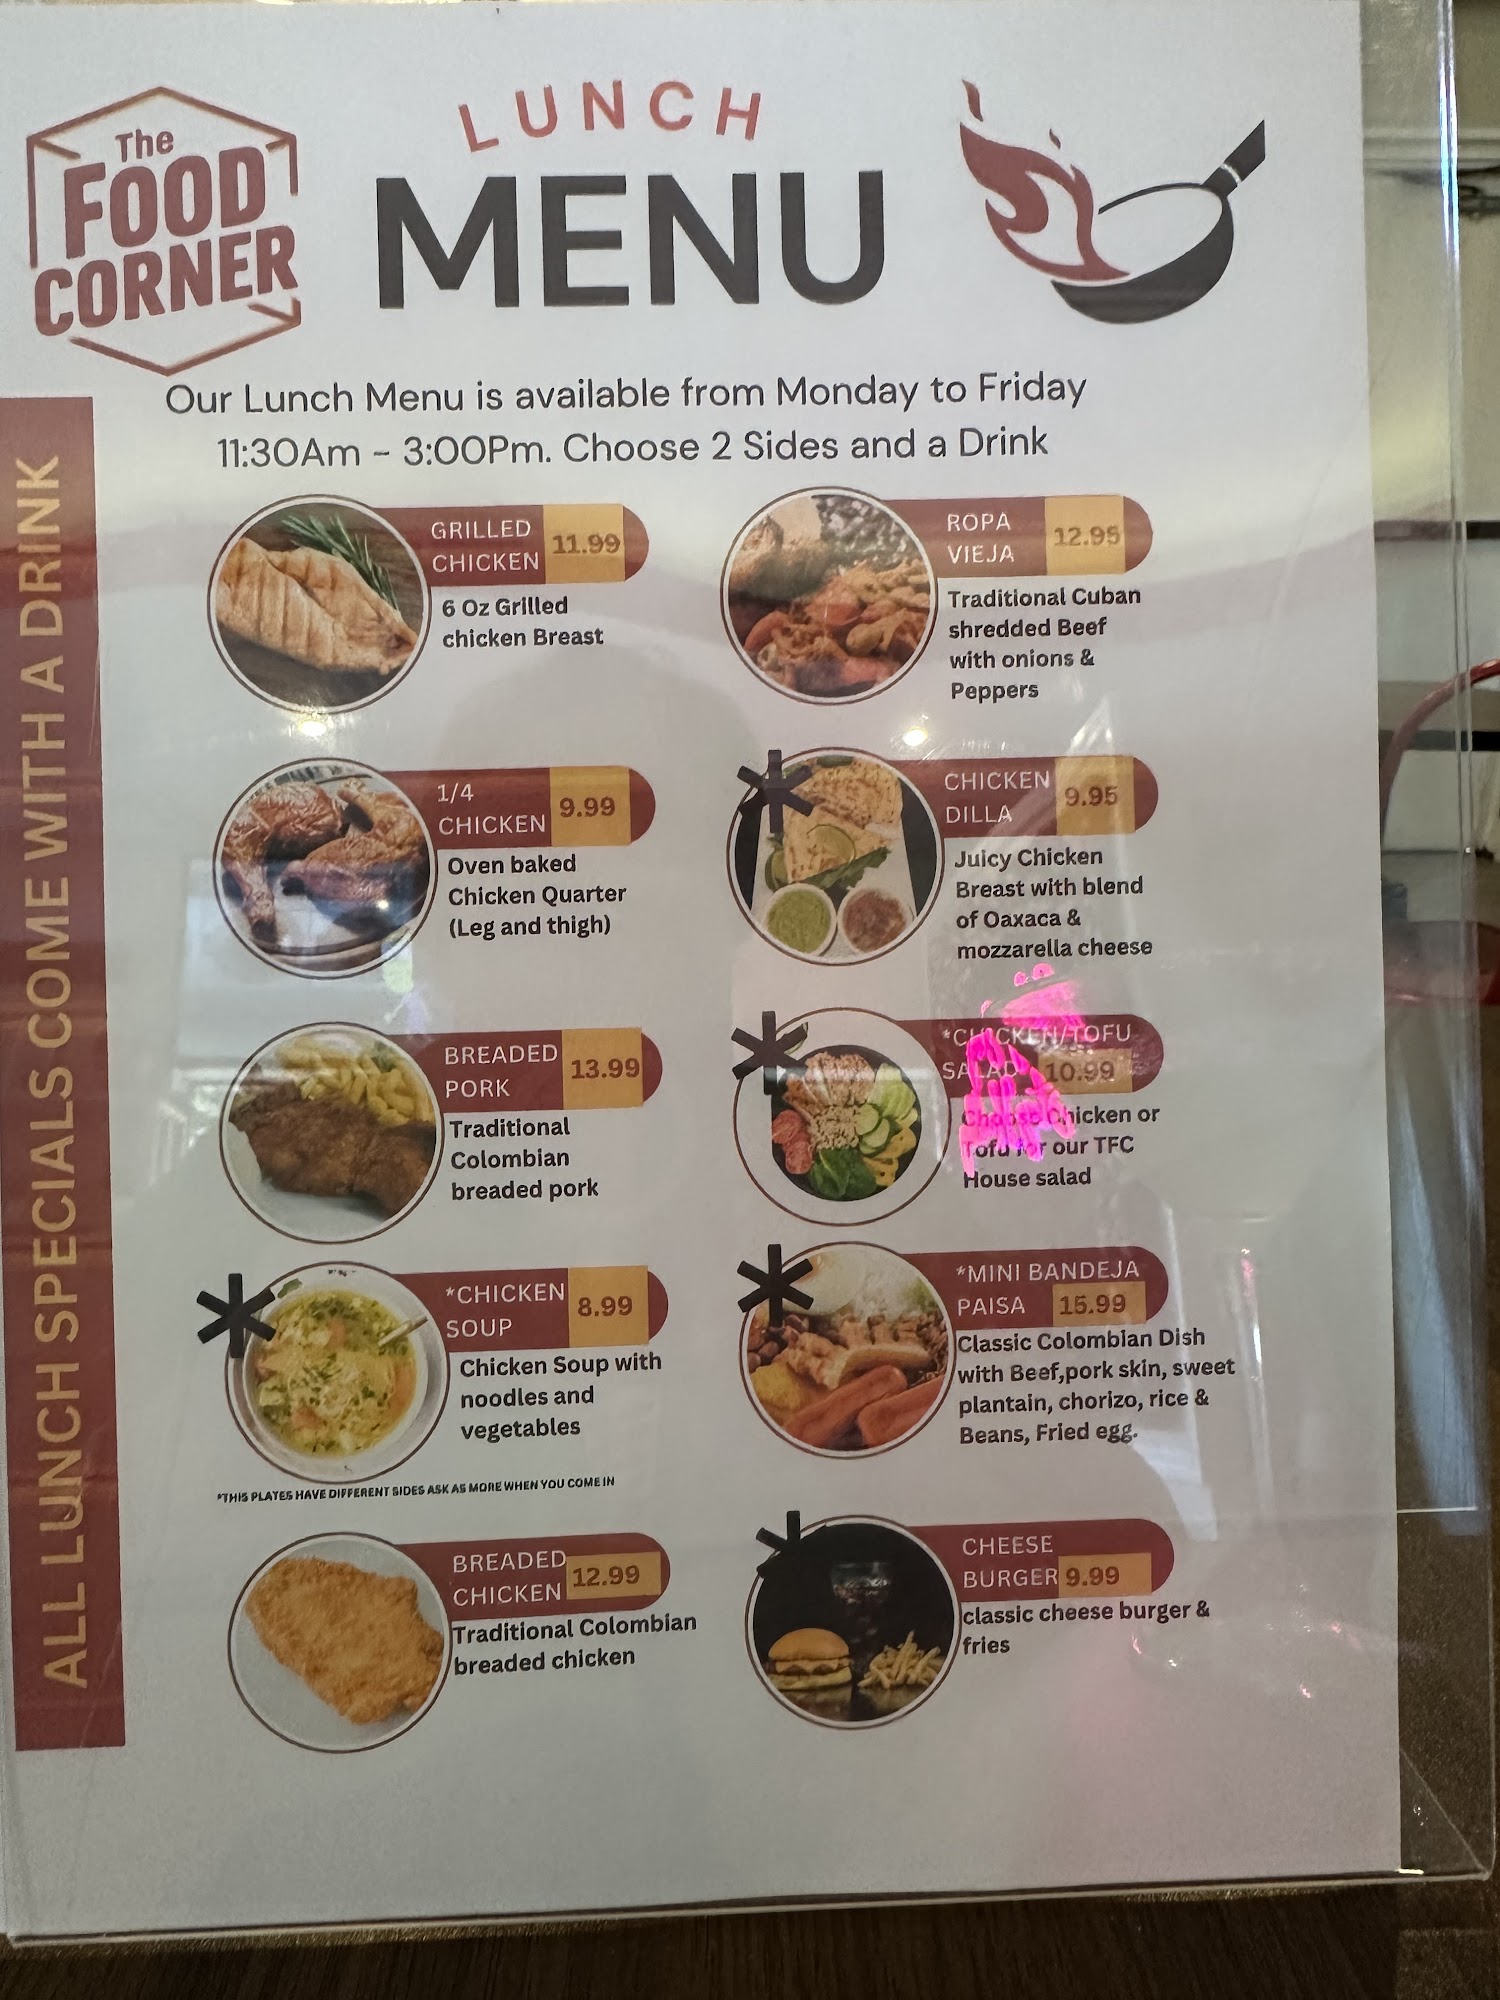 The
FOOD
CORNER
LUNCH
MENU
Our Lunch Menu is available from Monday to Friday
11:30Am - 3:00Pm. Choose 2 Sides and a Drink
ALL LUNCH SPECIALS COME WITH A DRINK
GRILLED
CHICKEN 11.99
6 Oz Grilled
chicken Breast
ROPA
VIEJA 12.95
Traditional Cuban
shredded Beef
with onions &
Peppers
1/4
CHICKEN 9.99
Oven baked
Chicken Quarter
(Leg and thigh)
CHICKEN
DILLA 9.95
Juicy Chicken
Breast with blend
of Oaxaca &
mozzarella cheese
BREADED
PORK 13.99
Traditional
Colombian
breaded pork
*CHICKEN/TOFU
SALAD 10.99
Choose Chicken or
Tofu for our TFC
House salad
*CHICKEN
SOUP 8.99
Chicken Soup with
noodles and
vegetables
*MINI BANDEJA
PAISA 15.99
Classic Colombian Dish
with Beef,pork skin, sweet
plantain, chorizo, rice &
Beans, Fried egg.
*THIS PLATES HAVE DIFFERENT SIDES ASK AS MORE WHEN YOU COME IN
BREADED
CHICKEN 12.99
Traditional Colombian
breaded chicken
CHEESE
BURGER 9.99
classic cheese burger &
fries